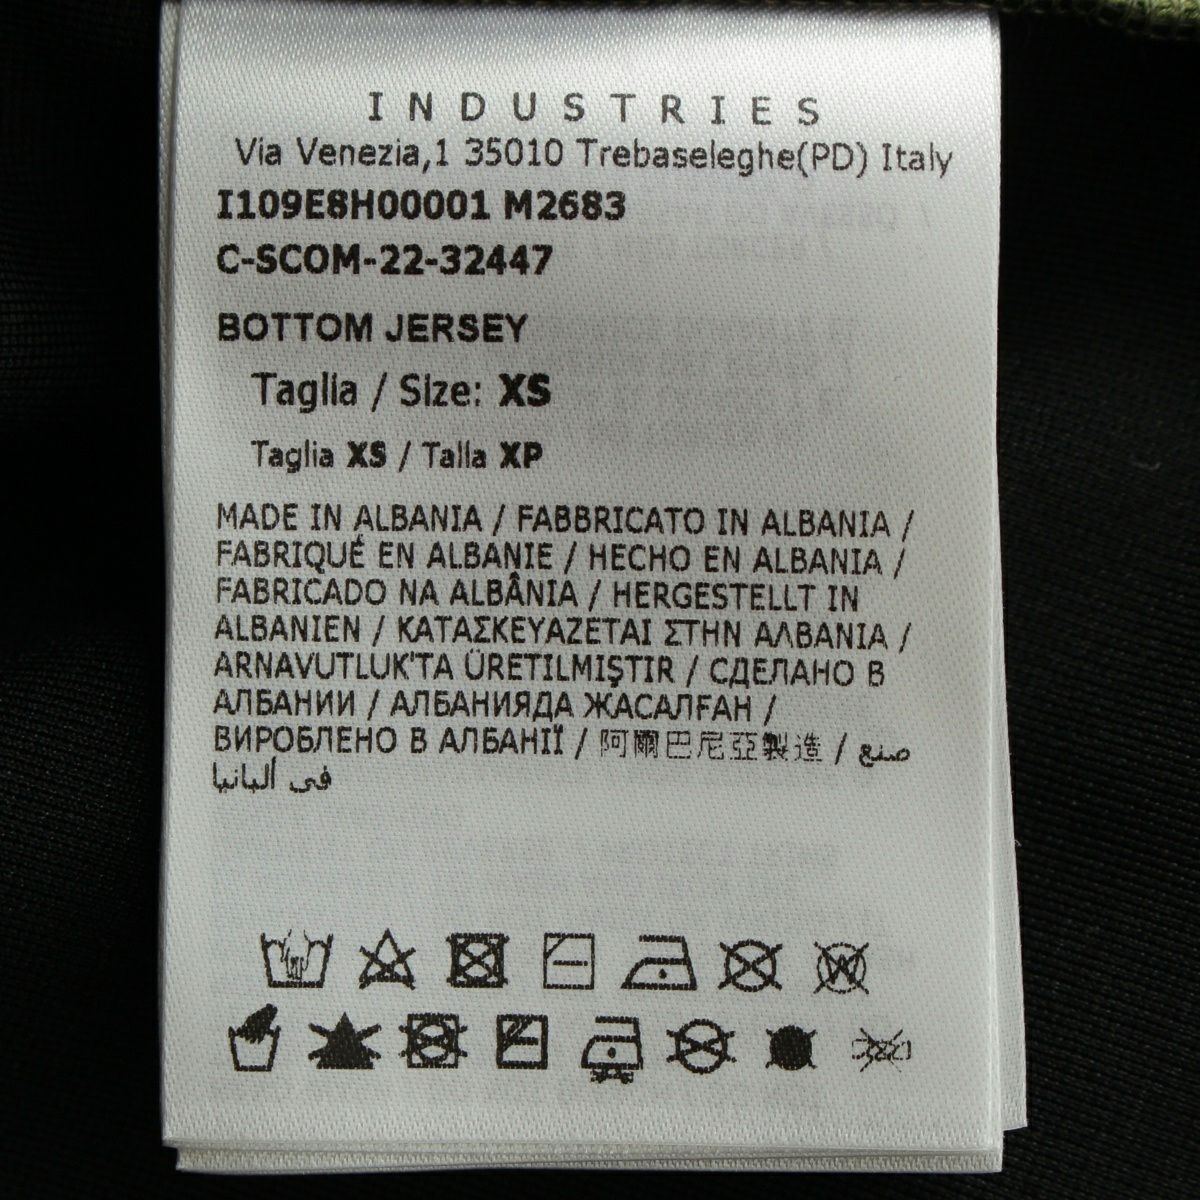 INDUSTRIES
Via Venezia,1 35010 Trebaseleghe(PD) Italy
I109E8H00001 M2683
C-SCOM-22-32447
BOTTOM JERSEY
Taglia / Size: XS
Taglia XS / Talla XP
MADE IN ALBANIA / FABBRICATO IN ALBANIA /
FABRIQUÉ EN ALBANIE / HECHO EN ALBANIA /
FABRICADO NA ALBÂNIA / HERGESTELLT IN
ALBANIEN / ΚΑΤΑΣΚΕΥΑΖΕΤΑΙ ΣΤΗΝ ΑΛΒΑΝΙΑ /
ARNAVUTLUK'TA ÜRETILMIŞTIR / СДЕЛАНО В
АЛБАНИИ / АЛБАНИЯДА ЖАСАЛҒАН /
ВИРОБЛЕНО В АЛБАНІЇ / 阿爾巴尼亞製造 / صنع
في ألبانيا